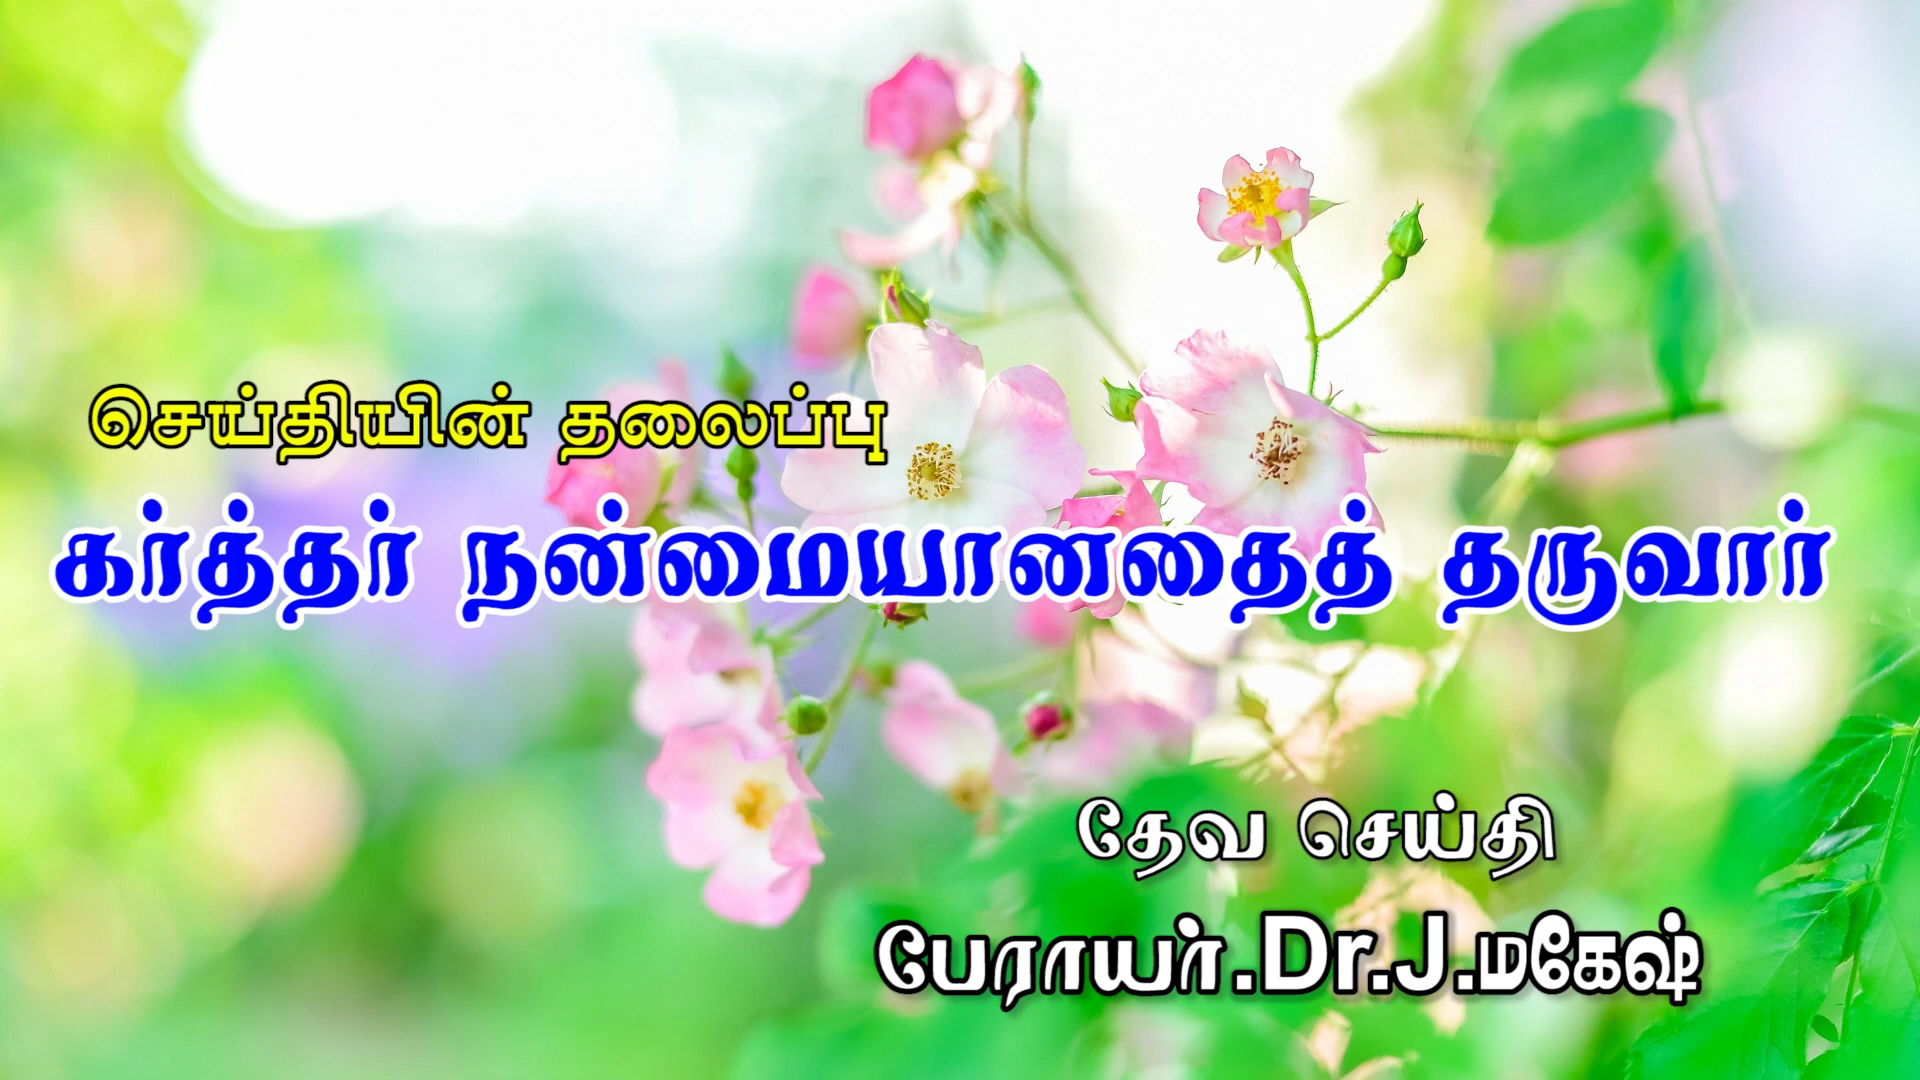 செய்தியின் தலைப்பு
கர்த்தர் நன்மையானதைத் தருவார்
தேவ செய்தி
பேராயர்.Dr.J.மகேஷ்